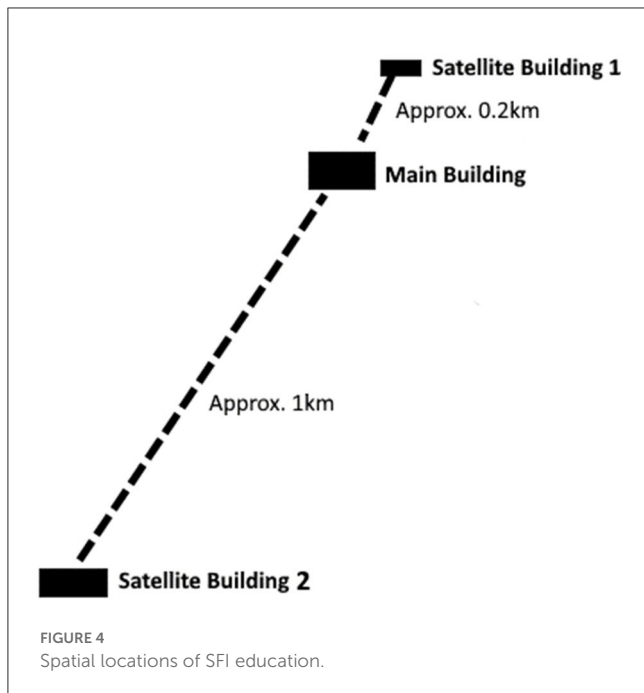 Satellite Building 1
Approx. 0.2km
Main Building
Approx. 1km
Satellite Building 2
FIGURE 4
Spatial locations of SFI education.